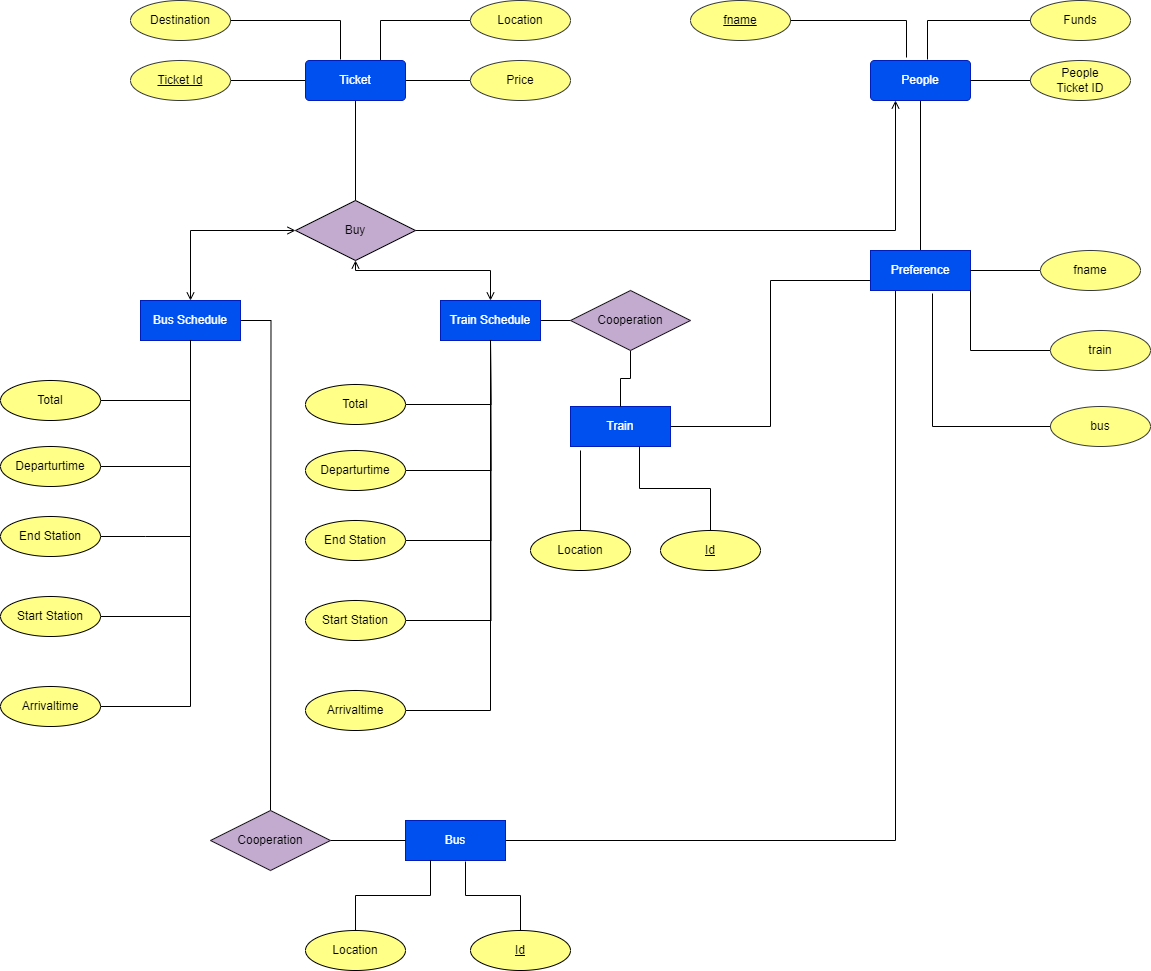 Destination
Location
fname
Funds
Ticket Id
Ticket
Price
People
People
Ticket ID
Buy
Preference
fname
Bus Schedule
Train Schedule
Cooperation
train
Total
Total
Train
bus
Departurtime
Departurtime
End Station
End Station
Location
Id
Start Station
Start Station
Arrivaltime
Arrivaltime
Cooperation
Bus
Location
Id